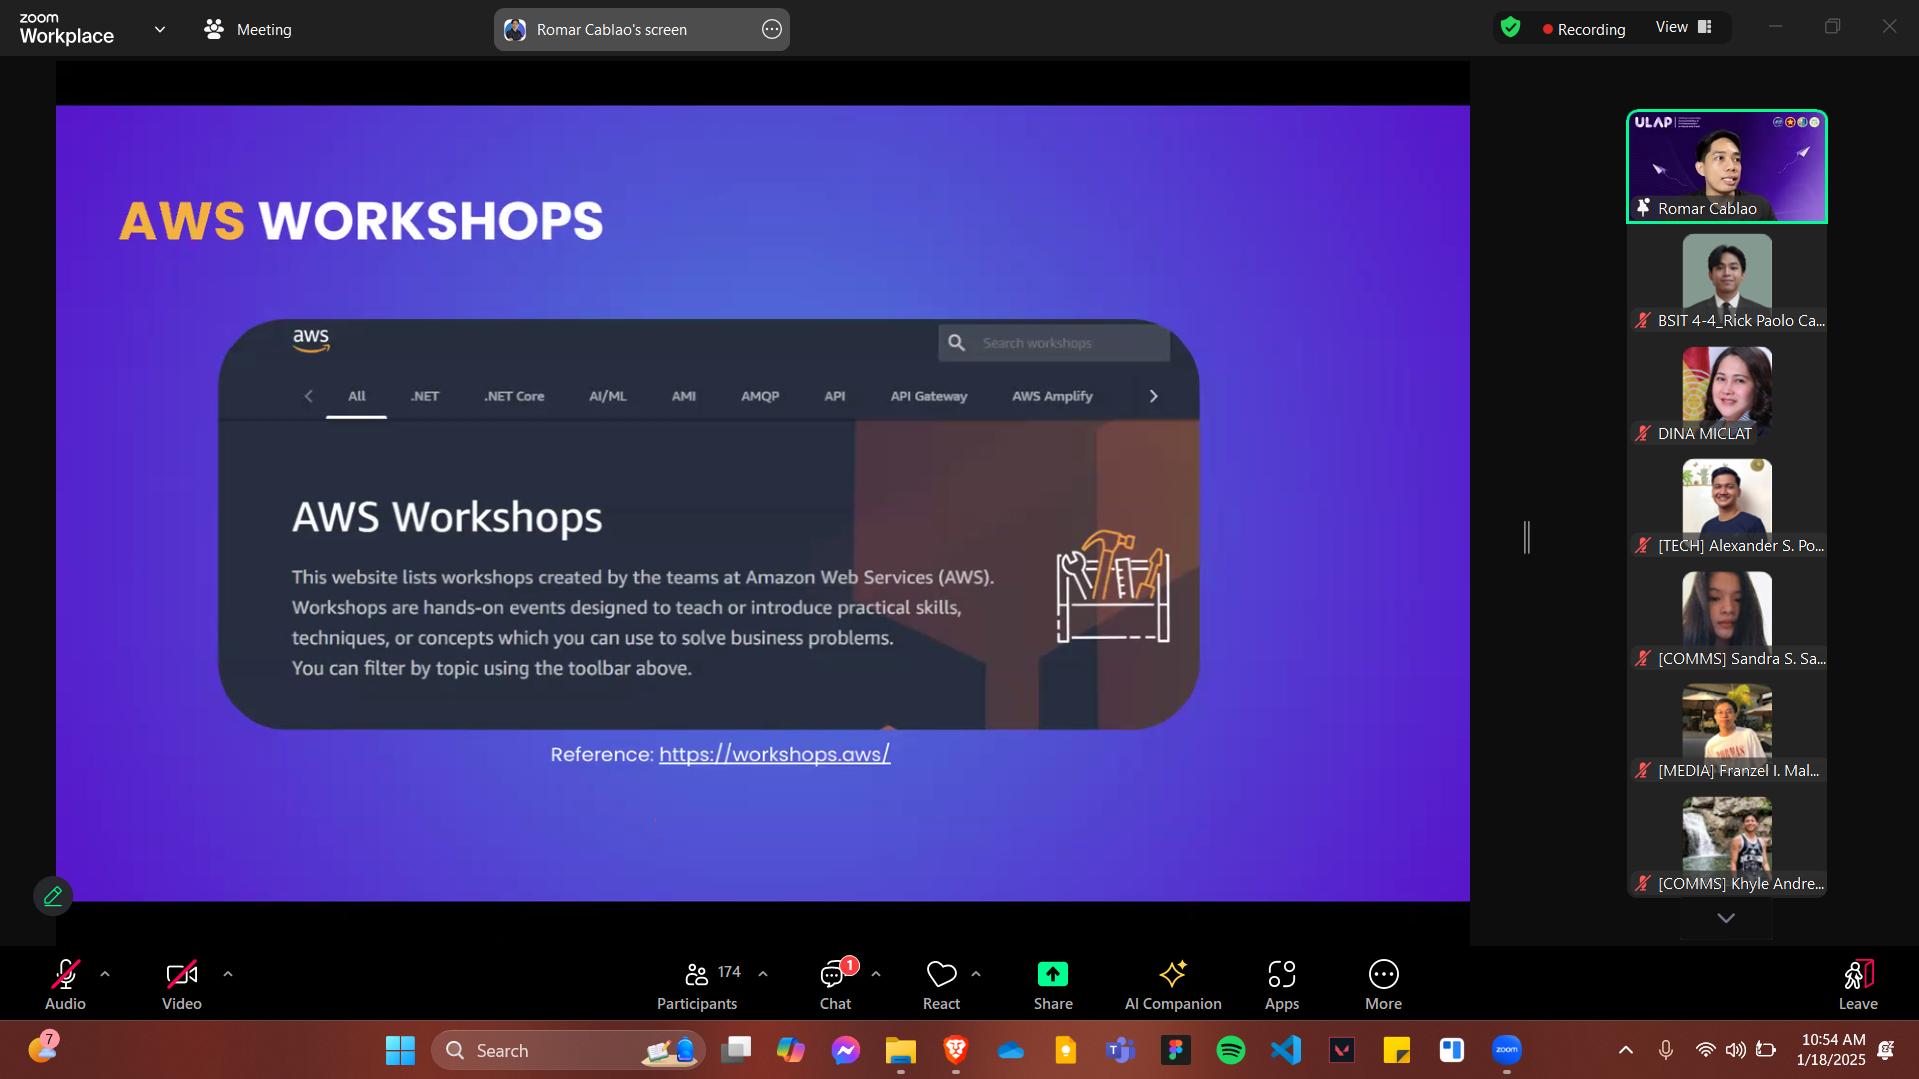 zoom
Workplace
Meeting
Romar Cablao's screen
Recording
View
AWS WORKSHOPS
aws
Search workshops
All
.NET
.NET Core
AI/ML
AMI
AMQP
API
API Gateway
AWS Amplify
AWS Workshops
This website lists workshops created by the teams at Amazon Web Services (AWS).
Workshops are hands-on events designed to teach or introduce practical skills,
techniques, or concepts which you can use to solve business problems.
You can filter by topic using the toolbar above.
Reference: https://workshops.aws/
ULAP
Romar Cablao
BSIT 4-4_Rick Paolo Ca...
DINA MICLAT
[TECH] Alexander S. Po...
[COMMS] Sandra S. Sa...
[MEDIA] Franzel I. Mal...
[COMMS] Khyle Andre...
Audio
Video
174
Participants
1
Chat
React
Share
AI Companion
Apps
More
Leave
7
Search
zoom
10:54 AM
1/18/2025